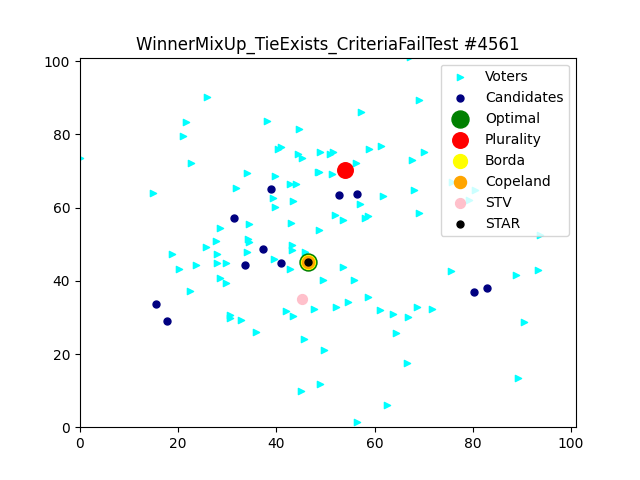 WinnerMixUp_TieExists_CriteriaFailTest #4561
100
80
60
40
20
0
0
20
40
60
80
100
Voters
Candidates
Optimal
Plurality
Borda
Copeland
STV
STAR